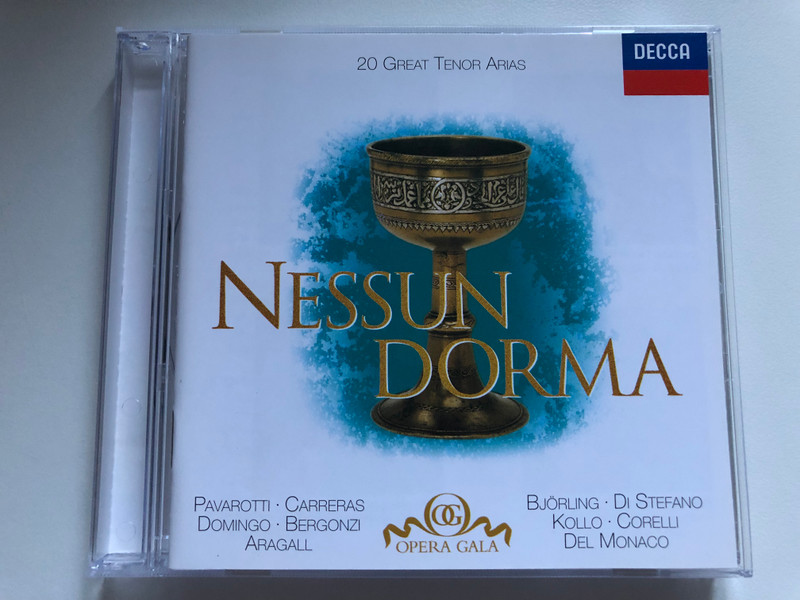 20 Great Tenor Arias
DECCA
Nessun
Dorma
Pavarotti · Carreras
Domingo · Bergonzi
Aragall
OG
Opera Gala
Björling · Di Stefano
Kollo · Corelli
Del Monaco